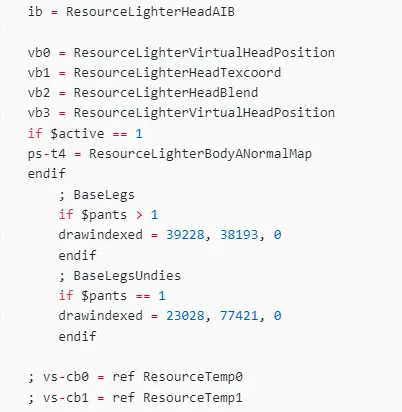 ib = ResourceLighterHeadAIB
vb0 = ResourceLighterVirtualHeadPosition
vb1 = ResourceLighterHeadTexcoord
vb2 = ResourceLighterHeadBlend
vb3 = ResourceLighterVirtualHeadPosition
if $active == 1
ps-t4 = ResourceLighterBodyANormalMap
endif
; BaseLegs
if $pants > 1
drawindexed = 39228, 38193, 0
endif
; BaseLegsUndies
if $pants == 1
drawindexed = 23028, 77421, 0
endif
; vs-cb0 = ref ResourceTemp0
; vs-cb1 = ref ResourceTemp1